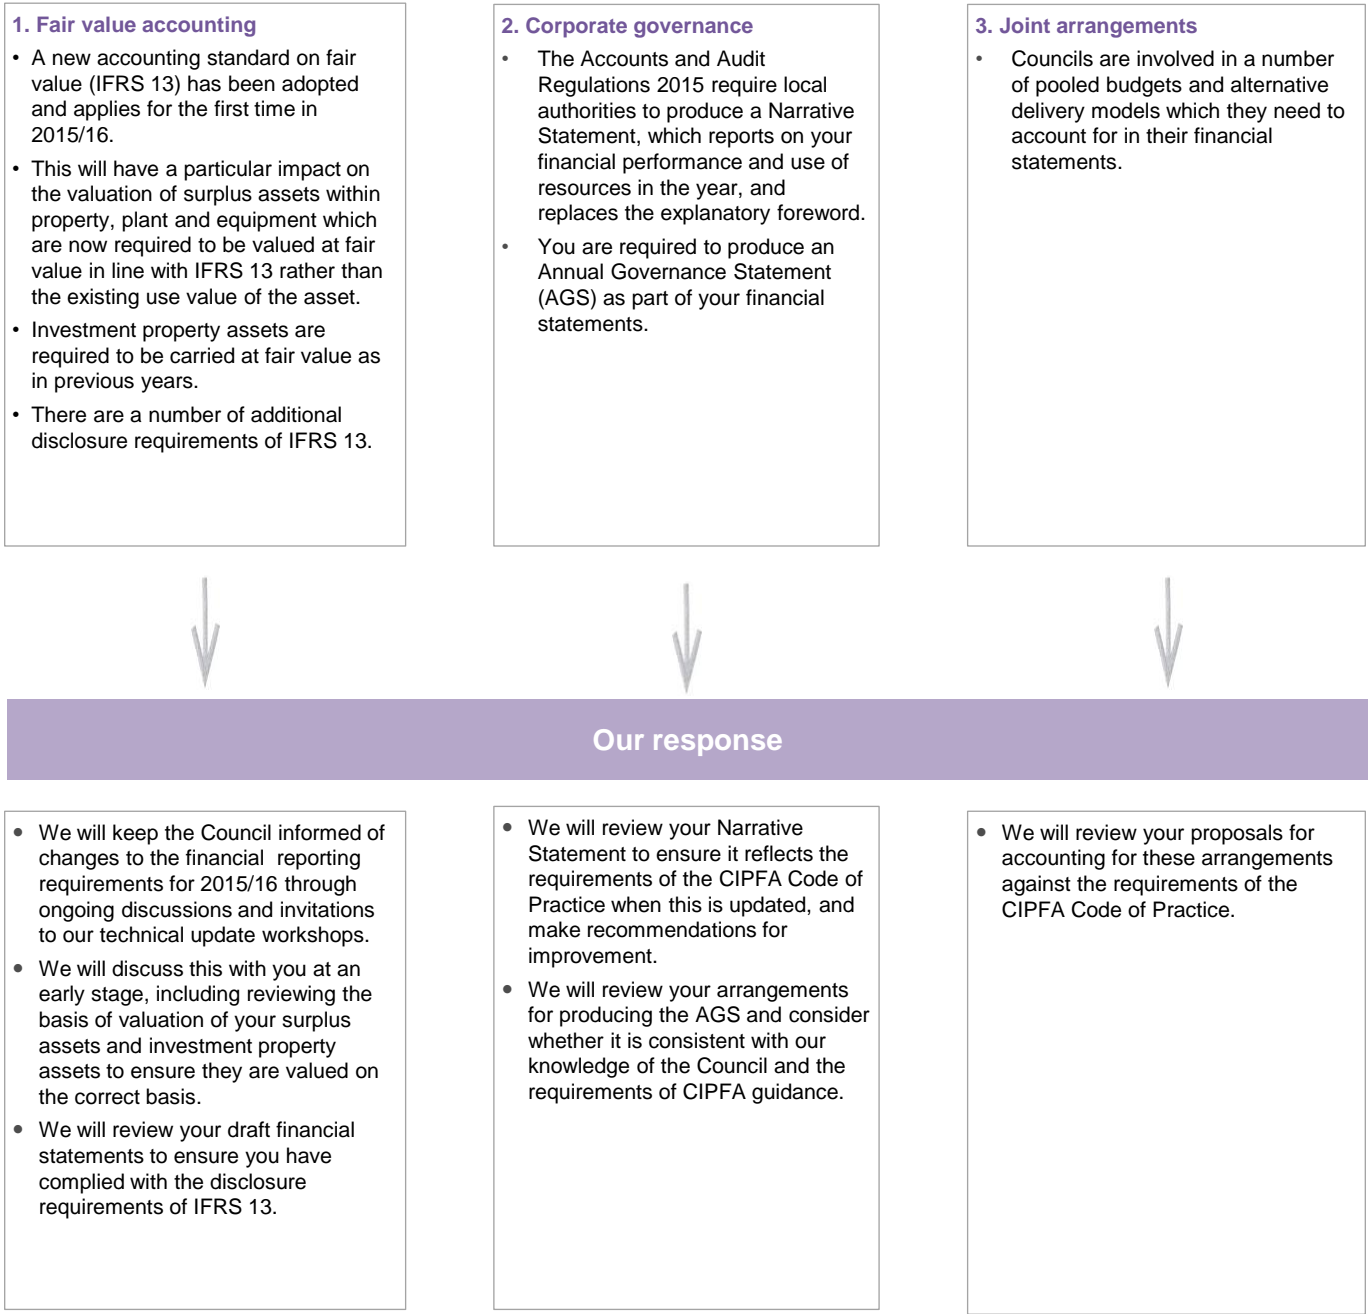 1. Fair value accounting
• A new accounting standard on fair
value (IFRS 13) has been adopted
and applies for the first time in
2015/16.
• This will have a particular impact on
the valuation of surplus assets within
property, plant and equipment which
are now required to be valued at fair
value in line with IFRS 13 rather than
the existing use value of the asset.
• Investment property assets are
required to be carried at fair value as
in previous years.
• There are a number of additional
disclosure requirements of IFRS 13.
2. Corporate governance
• The Accounts and Audit
Regulations 2015 require local
authorities to produce a Narrative
Statement, which reports on your
financial performance and use of
resources in the year, and
replaces the explanatory foreword.
• You are required to produce an
Annual Governance Statement
(AGS) as part of your financial
statements.
3. Joint arrangements
• Councils are involved in a number
of pooled budgets and alternative
delivery models which they need to
account for in their financial
statements.
Our response
• We will keep the Council informed of
changes to the financial reporting
requirements for 2015/16 through
ongoing discussions and invitations
to our technical update workshops.
• We will discuss this with you at an
early stage, including reviewing the
basis of valuation of your surplus
assets and investment property
assets to ensure they are valued on
the correct basis.
• We will review your draft financial
statements to ensure you have
complied with the disclosure
requirements of IFRS 13.
• We will review your Narrative
Statement to ensure it reflects the
requirements of the CIPFA Code of
Practice when this is updated, and
make recommendations for
improvement.
• We will review your arrangements
for producing the AGS and consider
whether it is consistent with our
knowledge of the Council and the
requirements of CIPFA guidance.
• We will review your proposals for
accounting for these arrangements
against the requirements of the
CIPFA Code of Practice.